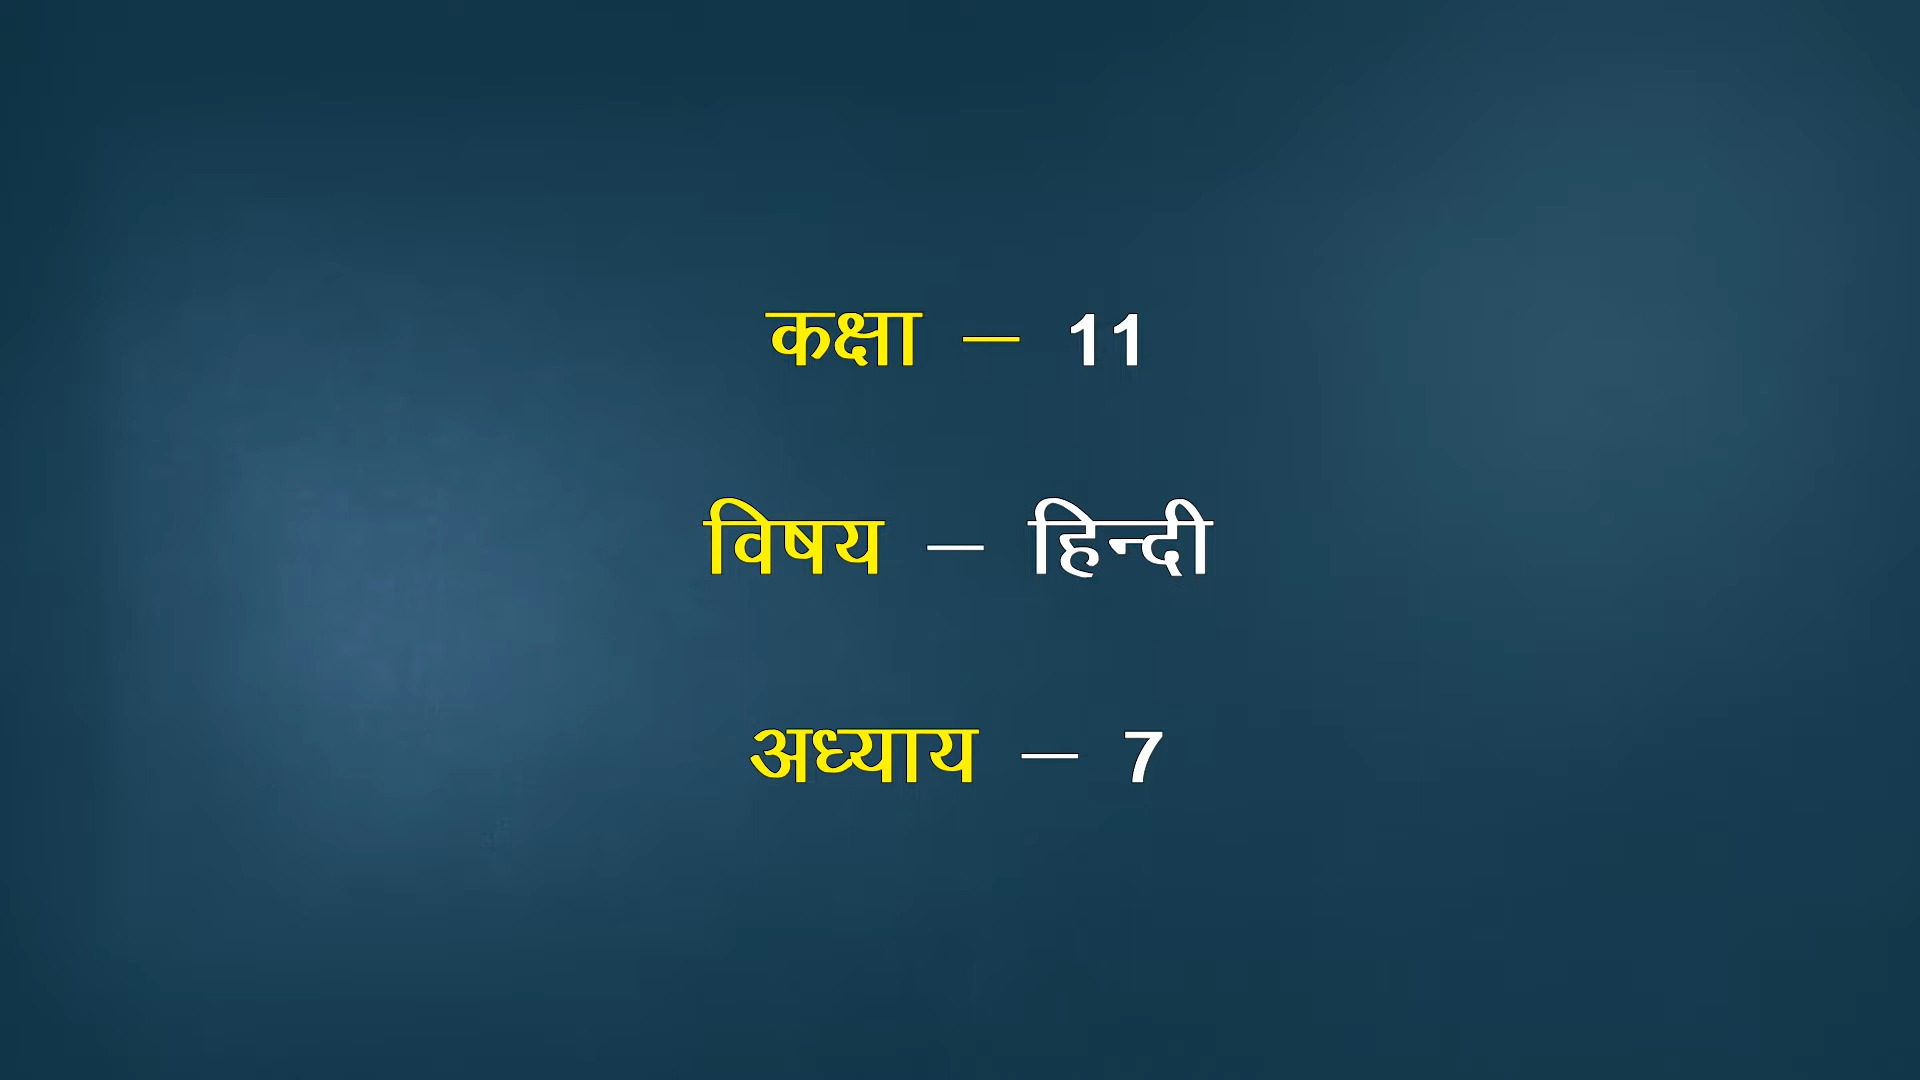 कक्षा – 11
विषय – हिन्दी
अध्याय – 7